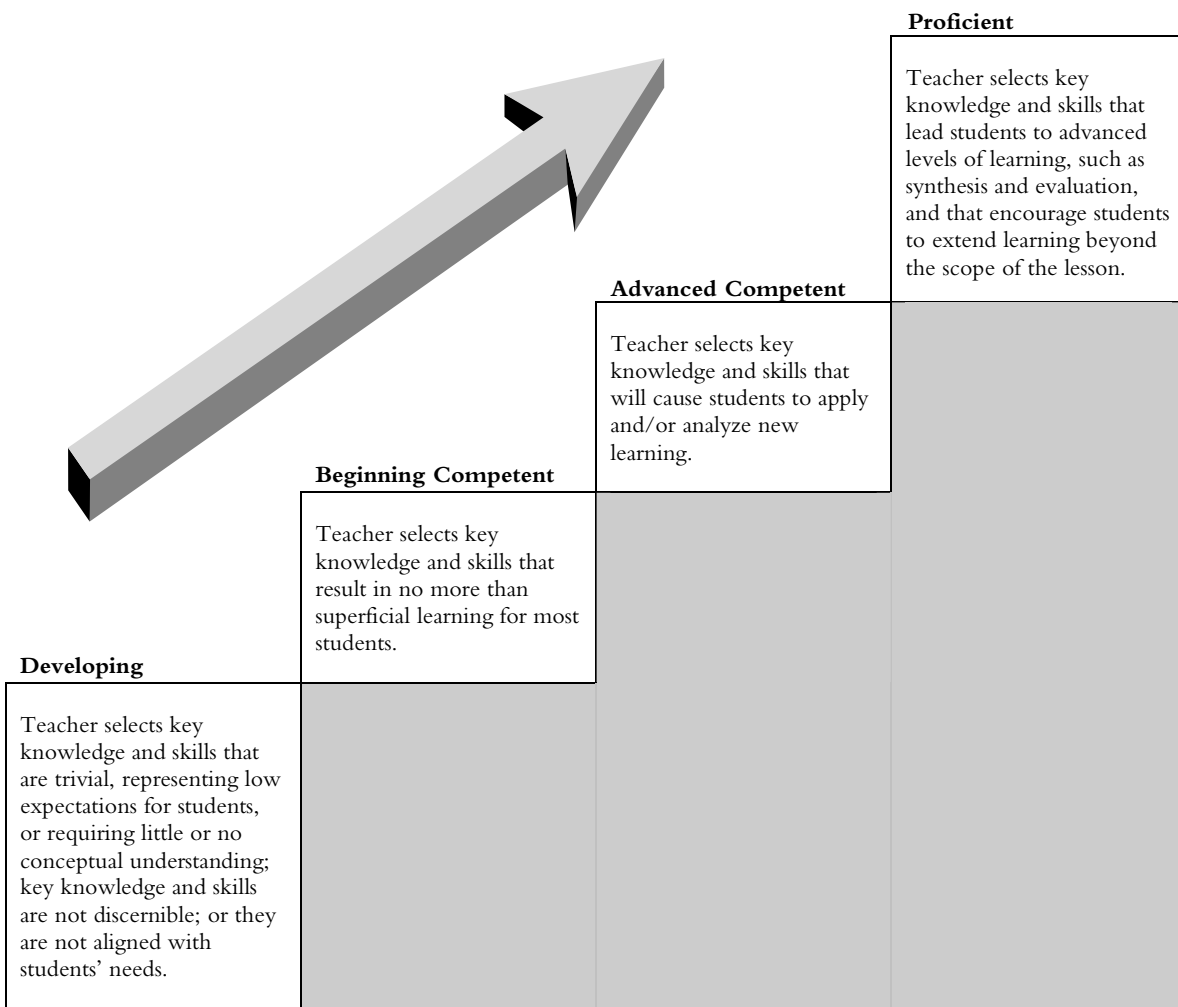 Proficient
Teacher selects key
knowledge and skills that
lead students to advanced
levels of learning, such as
synthesis and evaluation,
and that encourage students
to extend learning beyond
the scope of the lesson.
Advanced Competent
Teacher selects key
knowledge and skills that
will cause students to apply
and/or analyze new
learning.
Beginning Competent
Teacher selects key
knowledge and skills that
result in no more than
superficial learning for most
students.
Developing
Teacher selects key
knowledge and skills that
are trivial, representing low
expectations for students,
or requiring little or no
conceptual understanding;
key knowledge and skills
are not discernible; or they
are not aligned with
students’ needs.